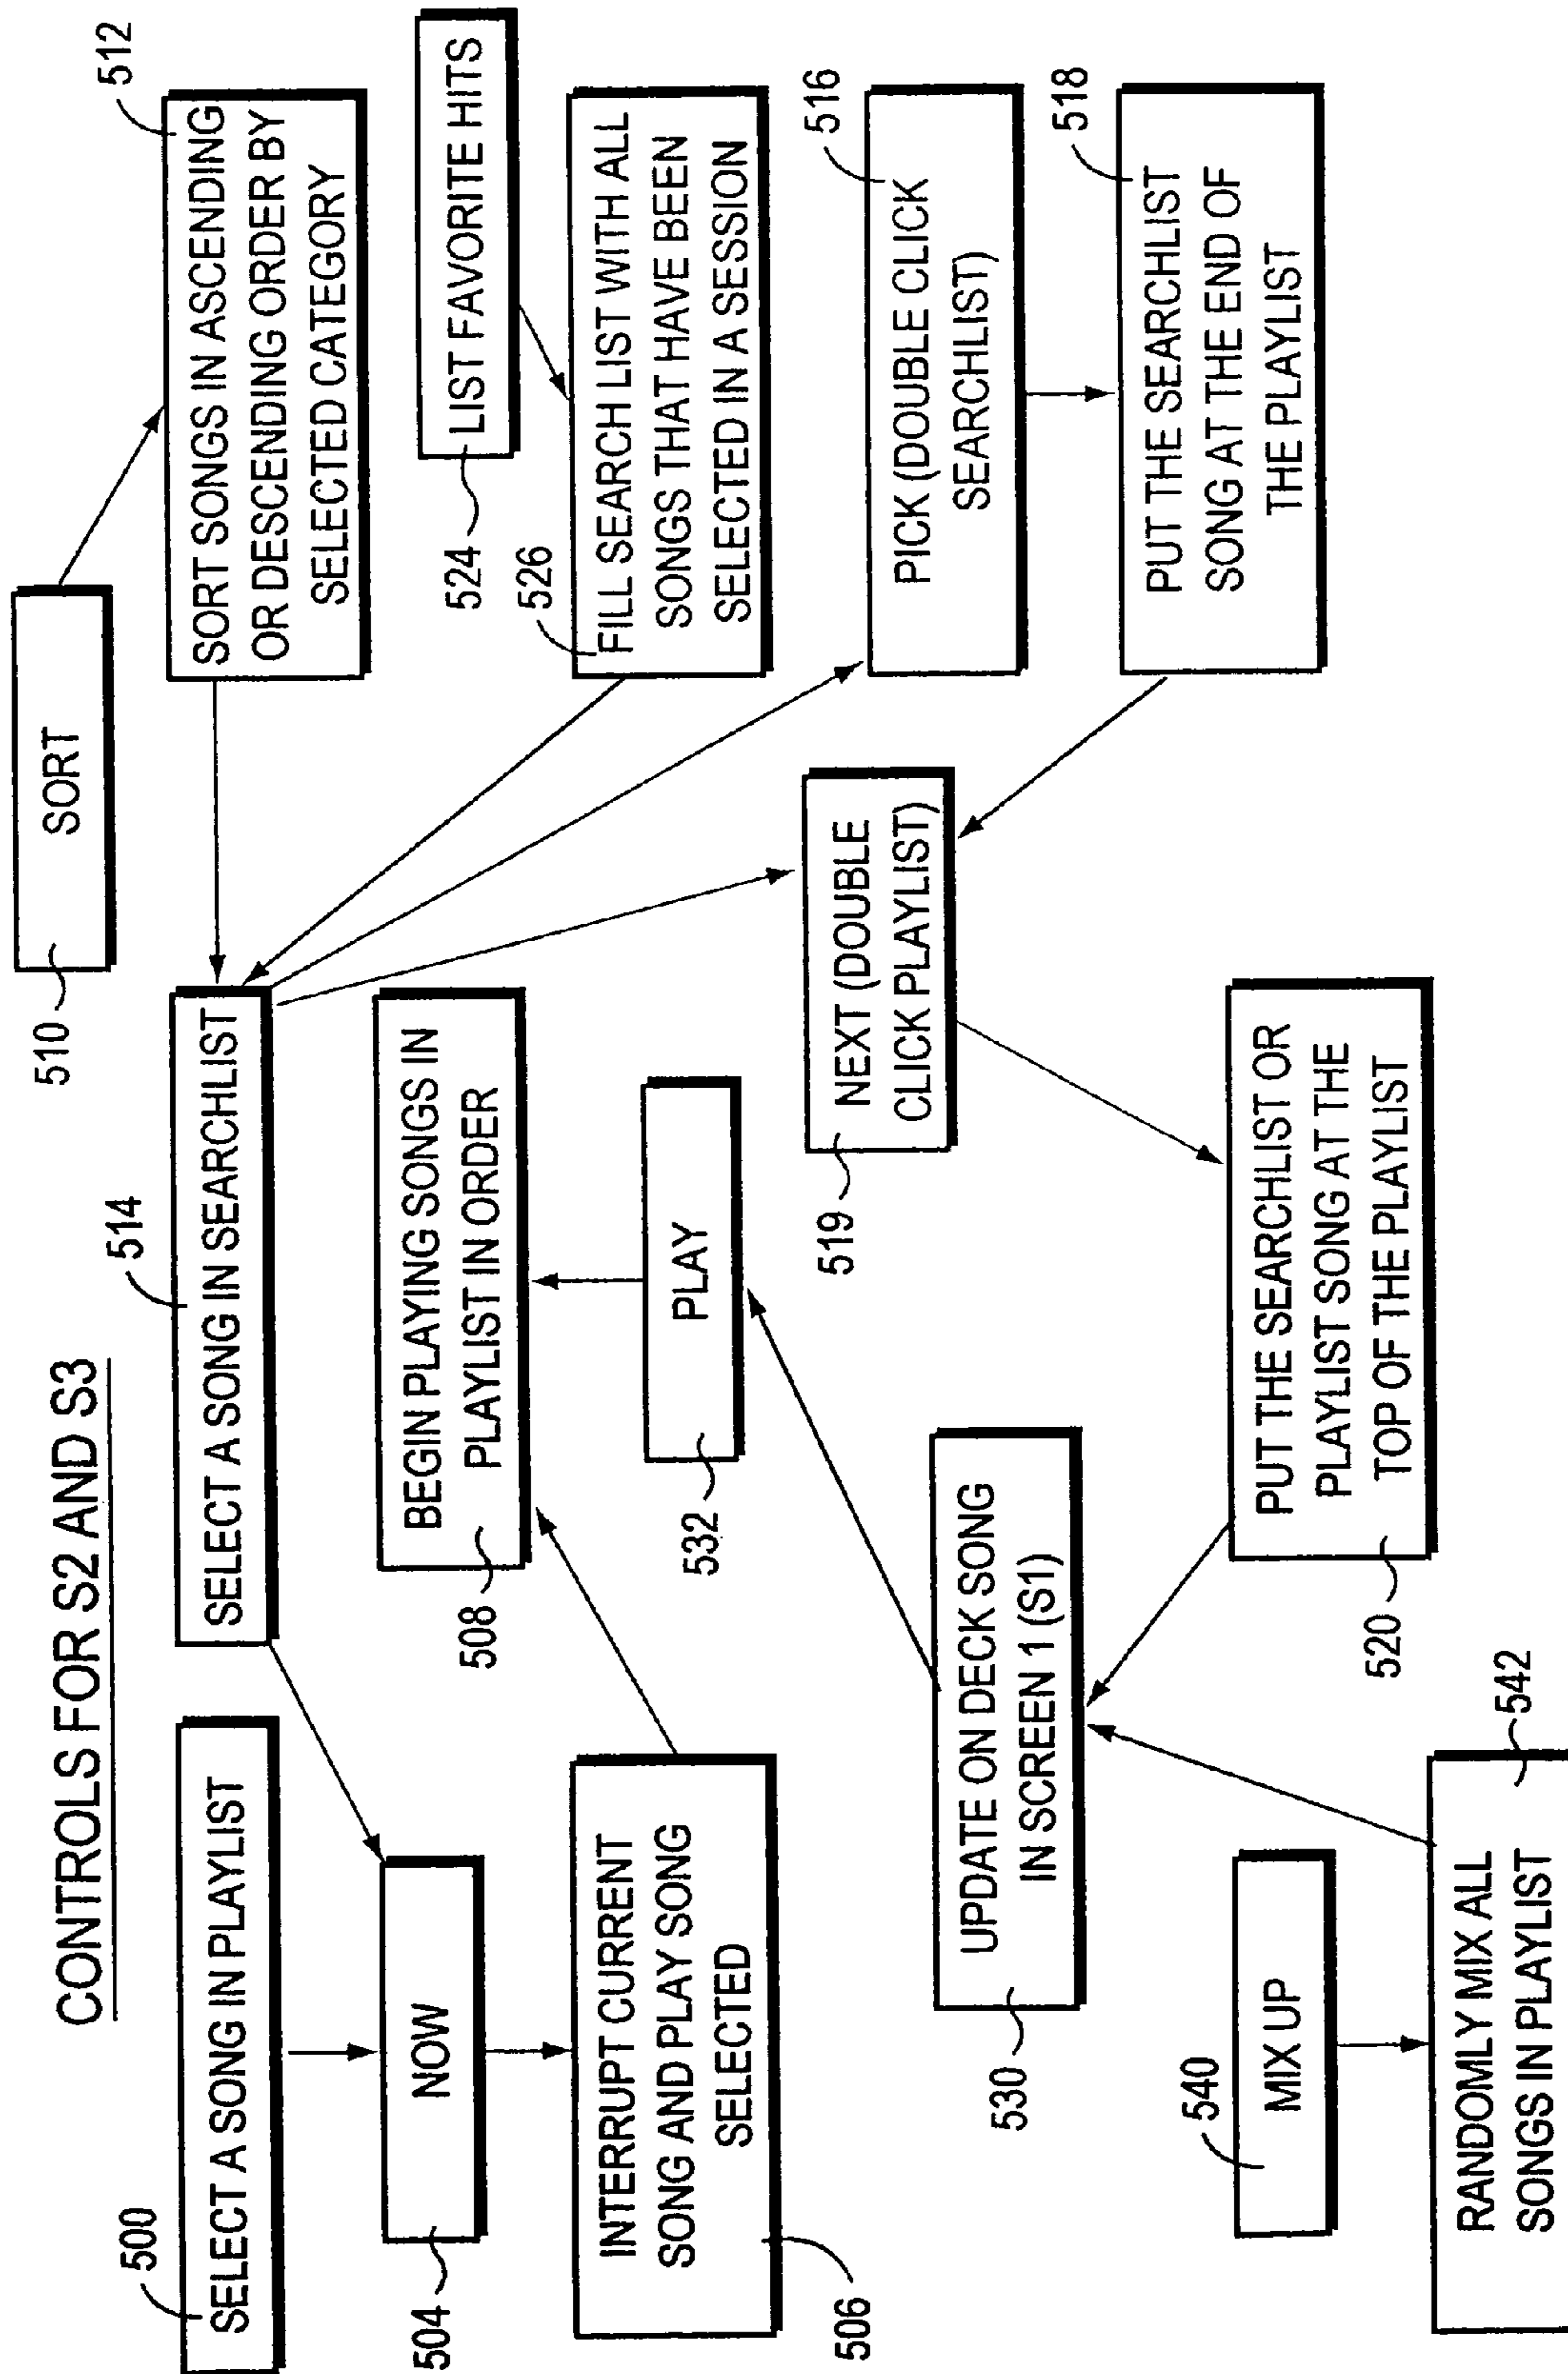 CONTROLS FOR S2 AND S3
500
SELECT A SONG IN PLAYLIST
504
NOW
506
INTERRUPT CURRENT
SONG AND PLAY SONG
SELECTED
514
SELECT A SONG IN SEARCHLIST
508
BEGIN PLAYING SONGS IN
PLAYLIST IN ORDER
532
PLAY
510
SORT
512
SORT SONGS IN ASCENDING
OR DESCENDING ORDER BY
SELECTED CATEGORY
524
LIST FAVORITE HITS
526
FILL SEARCH LIST WITH ALL
SONGS THAT HAVE BEEN
SELECTED IN A SESSION
516
PICK (DOUBLE CLICK
SEARCHLIST)
518
PUT THE SEARCHLIST
SONG AT THE END OF
THE PLAYLIST
519
NEXT (DOUBLE
CLICK PLAYLIST)
520
PUT THE SEARCHLIST OR
PLAYLIST SONG AT THE
TOP OF THE PLAYLIST
530
UPDATE ON DECK SONG
IN SCREEN 1 (S1)
540
MIX UP
542
RANDOMLY MIX ALL
SONGS IN PLAYLIST